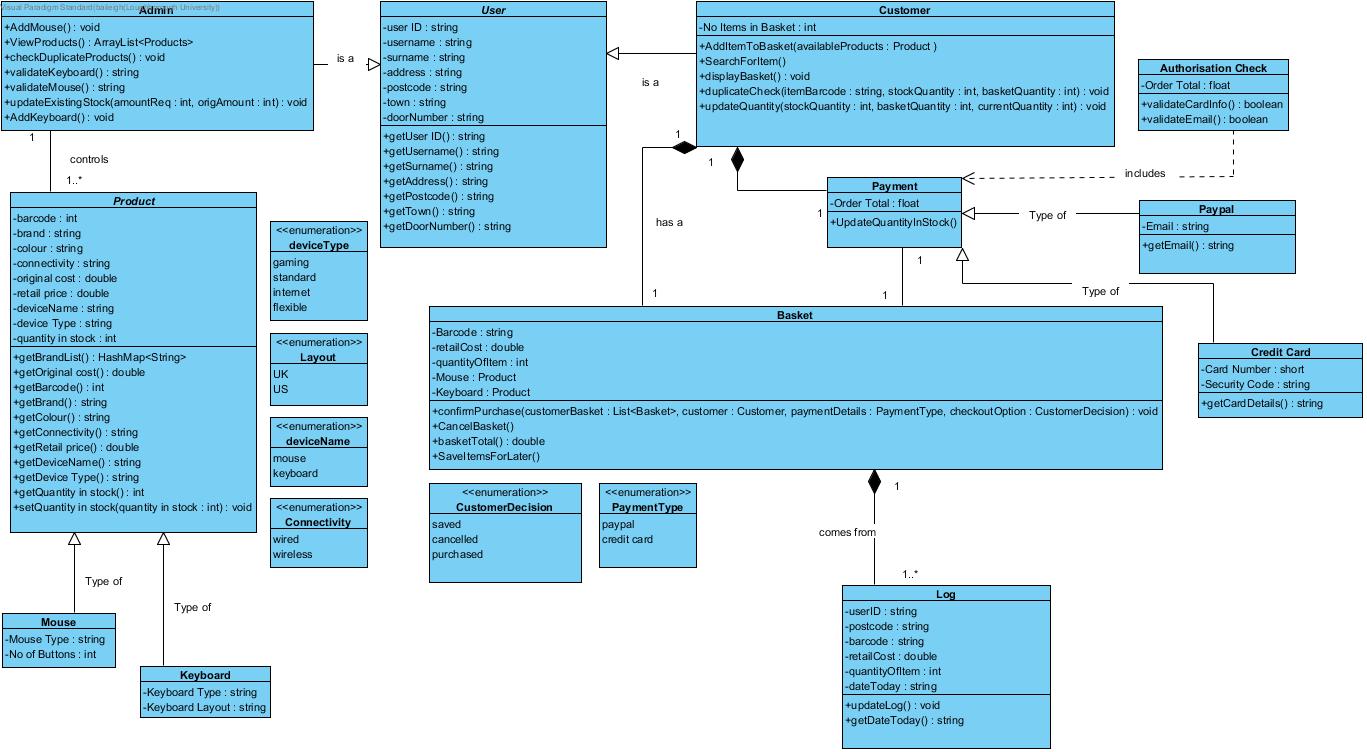 Visual Paradigm Standard(baileigh(Loughborough University))
Admin
+AddMouse() : void
+ViewProducts() : ArrayList<Products>
+checkDuplicateProducts() : void
+validateKeyboard() : string
+validateMouse() : string
+updateExistingStock(amountReq : int, origAmount : int) : void
+AddKeyboard() : void
is a
User
-user ID : string
-username : string
-surname : string
-address : string
-postcode : string
-town : string
-doorNumber : string
+getUser ID() : string
+getUsername() : string
+getSurname() : string
+getAddress() : string
+getPostcode() : string
+getTown() : string
+getDoorNumber() : string
is a
Customer
-No Items in Basket : int
+AddItemToBasket(availableProducts : Product )
+SearchForItem()
+displayBasket() : void
+duplicateCheck(itemBarcode : string, stockQuantity : int, basketQuantity : int) : void
+updateQuantity(stockQuantity : int, basketQuantity : int, currentQuantity : int) : void
Authorisation Check
-Order Total : float
+validateCardInfo() : boolean
+validateEmail() : boolean
includes
1
controls
1..*
Product
-barcode : int
-brand : string
-colour : string
-connectivity : string
-original cost : double
-retail price : double
-deviceName : string
-device Type : string
-quantity in stock : int
+getBrandList() : HashMap<String>
+getOriginal cost() : double
+getBarcode() : int
+getBrand() : string
+getColour() : string
+getConnectivity() : string
+getRetail price() : double
+getDeviceName() : string
+getDevice Type() : string
+getQuantity in stock() : int
+setQuantity in stock(quantity in stock : int) : void
<<enumeration>>
deviceType
gaming
standard
internet
flexible
<<enumeration>>
Layout
UK
US
<<enumeration>>
deviceName
mouse
keyboard
<<enumeration>>
Connectivity
wired
wireless
1
has a
1
1
1
Payment
-Order Total : float
+UpdateQuantityInStock()
1
1
Type of
Paypal
-Email : string
+getEmail() : string
Type of
Credit Card
-Card Number : short
-Security Code : string
+getCardDetails() : string
Basket
-Barcode : string
-retailCost : double
-quantityOfItem : int
-Mouse : Product
-Keyboard : Product
+confirmPurchase(customerBasket : List<Basket>, customer : Customer, paymentDetails : PaymentType, checkoutOption : CustomerDecision) : void
+CancelBasket()
+basketTotal() : double
+SaveItemsForLater()
<<enumeration>>
CustomerDecision
saved
cancelled
purchased
<<enumeration>>
PaymentType
paypal
credit card
1
comes from
1..*
Log
-userID : string
-postcode : string
-barcode : string
-retailCost : double
-quantityOfItem : int
-dateToday : string
+updateLog() : void
+getDateToday() : string
Type of
Type of
Mouse
-Mouse Type : string
-No of Buttons : int
Keyboard
-Keyboard Type : string
-Keyboard Layout : string